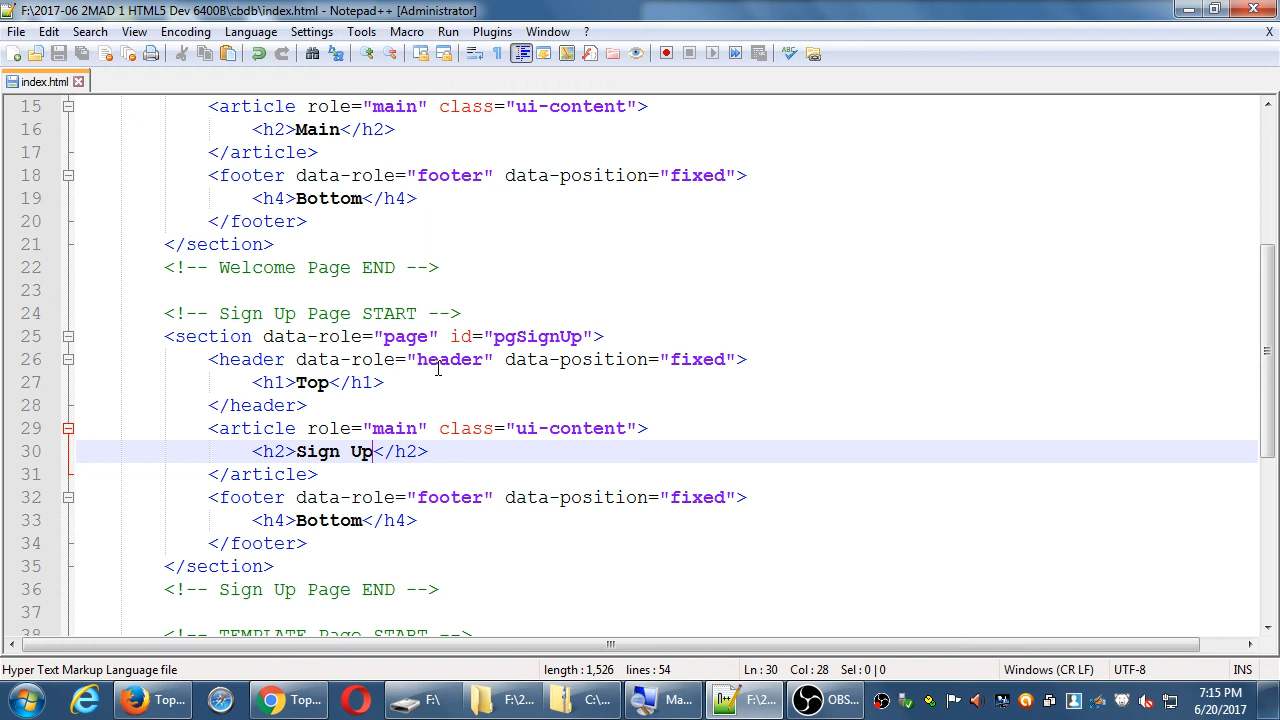 F:\2017-06 2MAD 1 HTML5 Dev 6400B\cbdb\index.html - Notepad++ [Administrator]
File Edit Search View Encoding Language Settings Tools Macro Run Plugins Window ? X
index.html
15 <article role="main" class="ui-content">
16 <h2>Main</h2>
17 </article>
18 <footer data-role="footer" data-position="fixed">
19 <h4>Bottom</h4>
20 </footer>
21 </section>
22 <!-- Welcome Page END -->
23
24 <!-- Sign Up Page START -->
25 <section data-role="page" id="pgSignUp">
26 <header data-role="header" data-position="fixed">
27 <h1>Top</h1>
28 </header>
29 <article role="main" class="ui-content">
30 <h2>Sign Up</h2>
31 </article>
32 <footer data-role="footer" data-position="fixed">
33 <h4>Bottom</h4>
34 </footer>
35 </section>
36 <!-- Sign Up Page END -->
37
38 <!-- TEMPLATE Page START -->
Hyper Text Markup Language file length : 1,526 lines : 54 Ln : 30 Col : 28 Sel : 0 | 0 Windows (CR LF) UTF-8 INS
Top... Top... F:\ F:\2... C:\... Ma... F:\2... OBS... 7:15 PM
6/20/2017